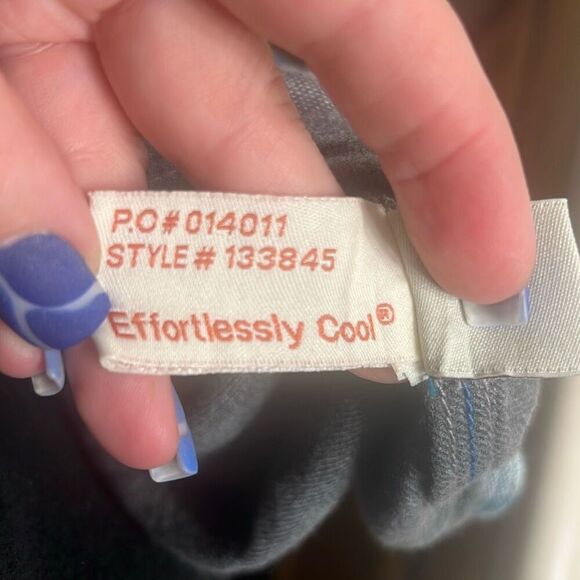 P.O # 014011
STYLE # 133845
Effortlessly Cool®